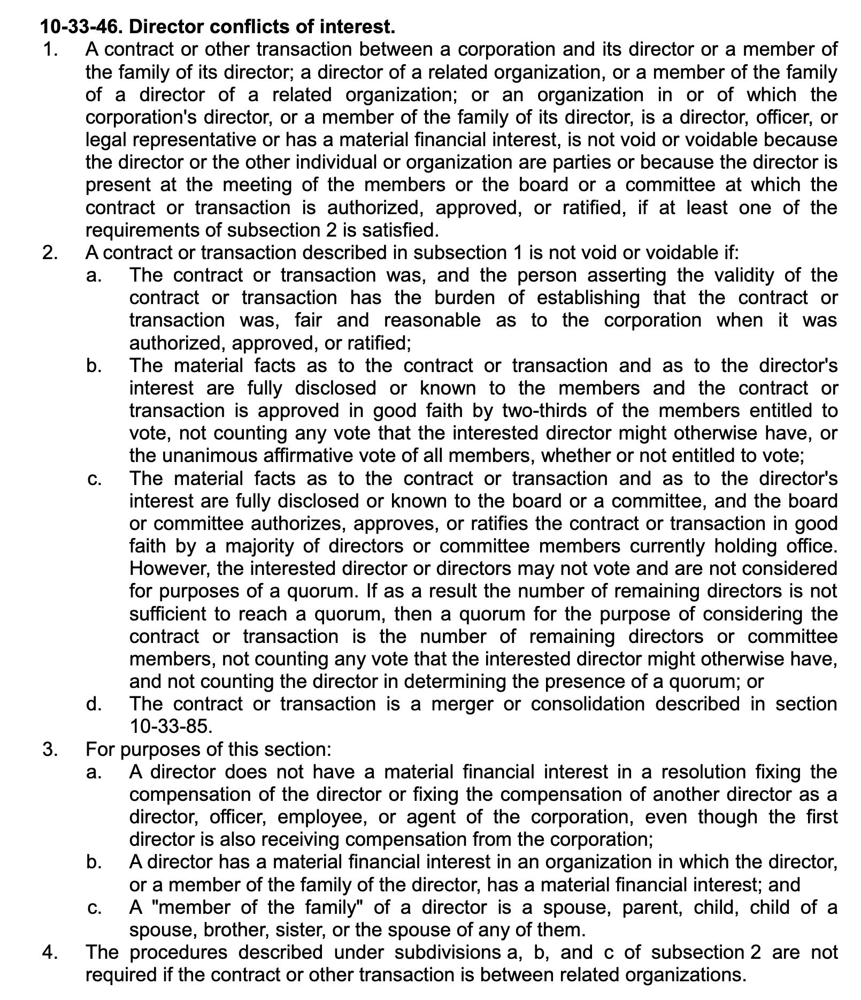 10-33-46. Director conflicts of interest.
1. A contract or other transaction between a corporation and its director or a member of
the family of its director; a director of a related organization, or a member of the family
of a director of a related organization; or an organization in or of which the
corporation's director, or a member of the family of its director, is a director, officer, or
legal representative or has a material financial interest, is not void or voidable because
the director or the other individual or organization are parties or because the director is
present at the meeting of the members or the board or a committee at which the
contract or transaction is authorized, approved, or ratified, if at least one of the
requirements of subsection 2 is satisfied.
2. A contract or transaction described in subsection 1 is not void or voidable if:
a. The contract or transaction was, and the person asserting the validity of the
contract or transaction has the burden of establishing that the contract or
transaction was, fair and reasonable as to the corporation when it was
authorized, approved, or ratified;
b. The material facts as to the contract or transaction and as to the director's
interest are fully disclosed or known to the members and the contract or
transaction is approved in good faith by two-thirds of the members entitled to
vote, not counting any vote that the interested director might otherwise have, or
the unanimous affirmative vote of all members, whether or not entitled to vote;
c. The material facts as to the contract or transaction and as to the director's
interest are fully disclosed or known to the board or a committee, and the board
or committee authorizes, approves, or ratifies the contract or transaction in good
faith by a majority of directors or committee members currently holding office.
However, the interested director or directors may not vote and are not considered
for purposes of a quorum. If as a result the number of remaining directors is not
sufficient to reach a quorum, then a quorum for the purpose of considering the
contract or transaction is the number of remaining directors or committee
members, not counting any vote that the interested director might otherwise have,
and not counting the director in determining the presence of a quorum; or
d. The contract or transaction is a merger or consolidation described in section
10-33-85.
3. For purposes of this section:
a. A director does not have a material financial interest in a resolution fixing the
compensation of the director or fixing the compensation of another director as a
director, officer, employee, or agent of the corporation, even though the first
director is also receiving compensation from the corporation;
b. A director has a material financial interest in an organization in which the director,
or a member of the family of the director, has a material financial interest; and
c. A "member of the family" of a director is a spouse, parent, child, child of a
spouse, brother, sister, or the spouse of any of them.
4. The procedures described under subdivisions a, b, and c of subsection 2 are not
required if the contract or other transaction is between related organizations.